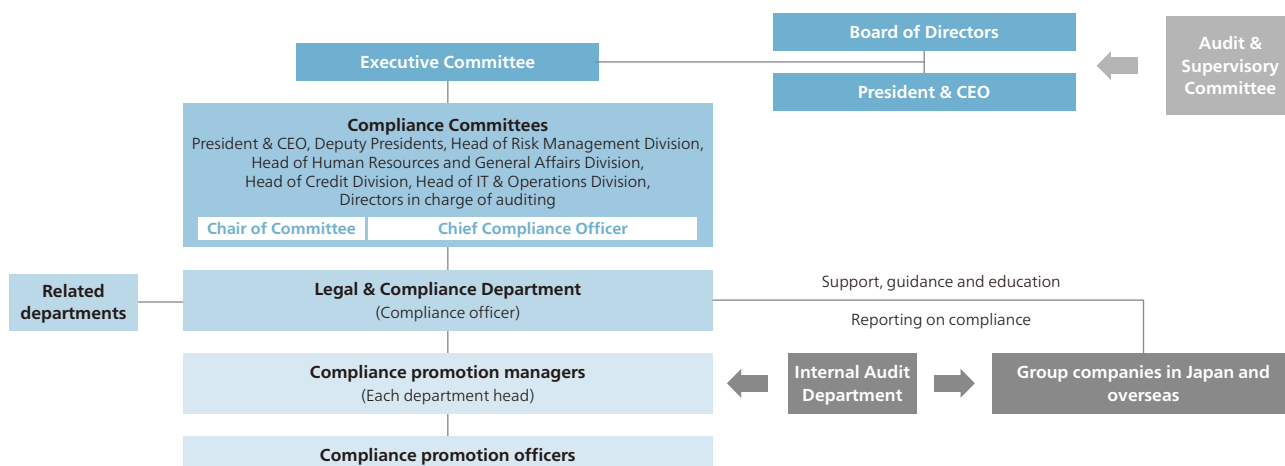 Board of Directors
Executive Committee
President & CEO
Audit &
Supervisory
Committee
Compliance Committees
President & CEO, Deputy Presidents, Head of Risk Management Division,
Head of Human Resources and General Affairs Division,
Head of Credit Division, Head of IT & Operations Division,
Directors in charge of auditing
Chair of Committee
Chief Compliance Officer
Related
departments
Legal & Compliance Department
(Compliance officer)
Support, guidance and education
Reporting on compliance
Compliance promotion managers
(Each department head)
Internal Audit
Department
Group companies in Japan and
overseas
Compliance promotion officers